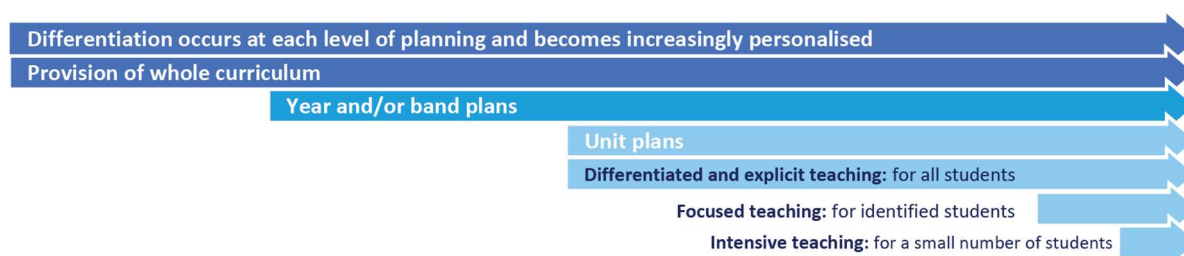 Differentiation occurs at each level of planning and becomes increasingly personalised
Provision of whole curriculum
Year and/or band plans
Unit plans
Differentiated and explicit teaching: for all students
Focused teaching: for identified students
Intensive teaching: for a small number of students